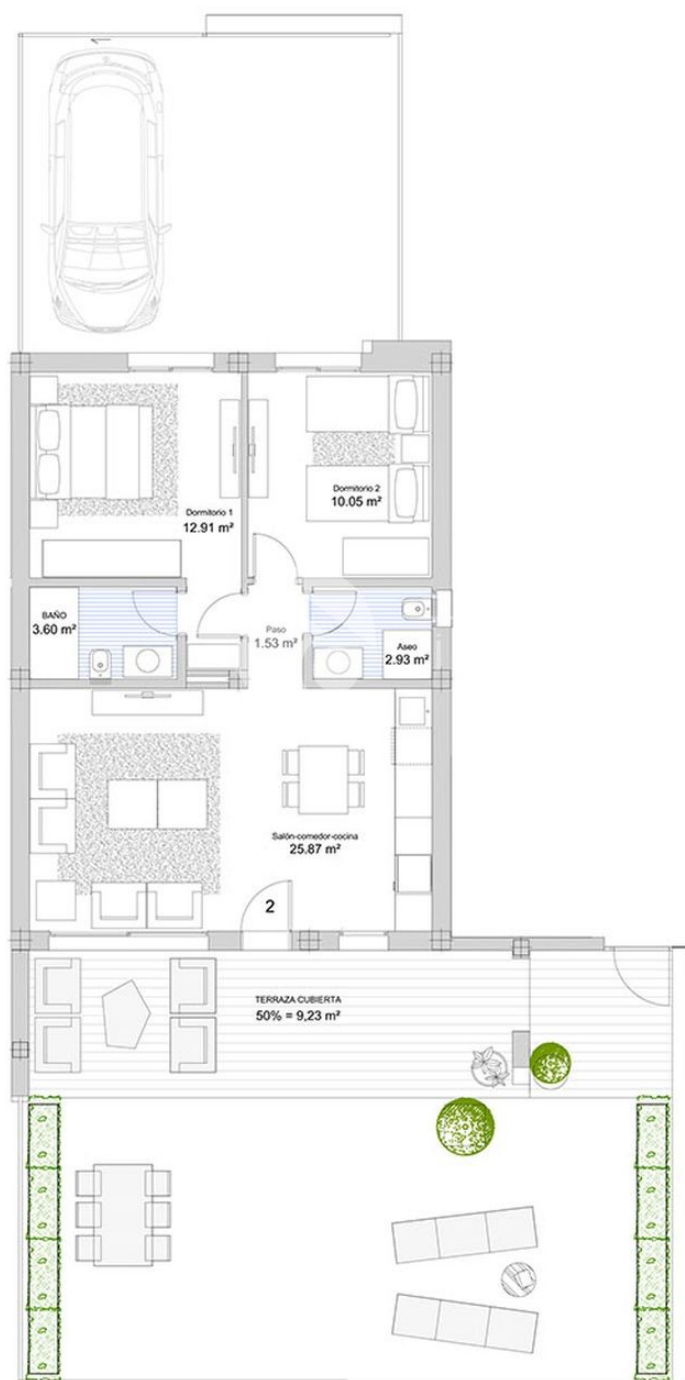 Dormitorio 1
12.91 m²
Dormitorio 2
10.05 m²
BAÑO
3.60 m²
Paso
1.53 m²
Aseo
2.93 m²
Salón-comedor-cocina
25.87 m²
2
TERRAZA CUBIERTA
50% = 9,23 m²